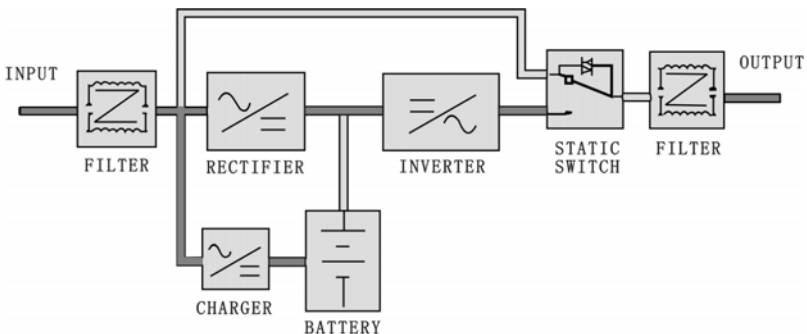 INPUT
OUTPUT
FILTER
RECTIFIER
INVERTER
STATIC
SWITCH
FILTER
CHARGER
BATTERY